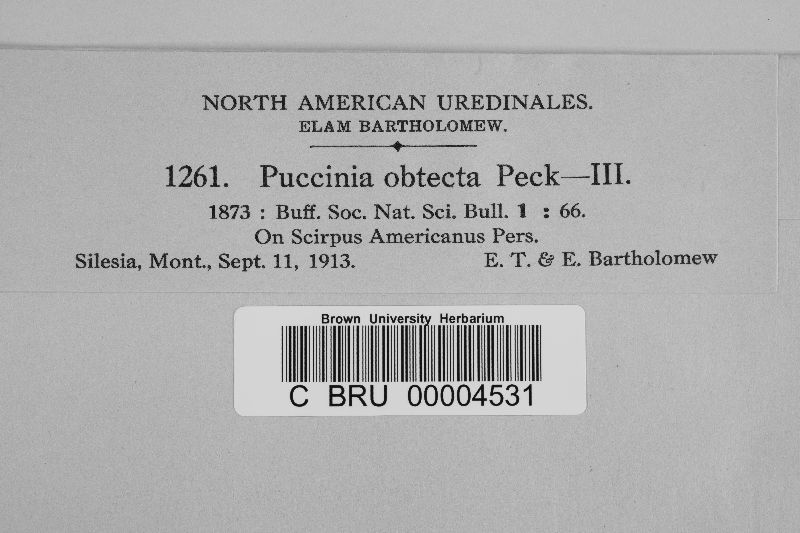 NORTH AMERICAN UREDINALES.
ELAM BARTHOLOMEW.
1261. Puccinia obtecta Peck—III.
1873 : Buff. Soc. Nat. Sci. Bull. 1 : 66.
On Scirpus Americanus Pers.
Silesia, Mont., Sept. 11, 1913. E. T. & E. Bartholomew
Brown University Herbarium
C BRU 00004531